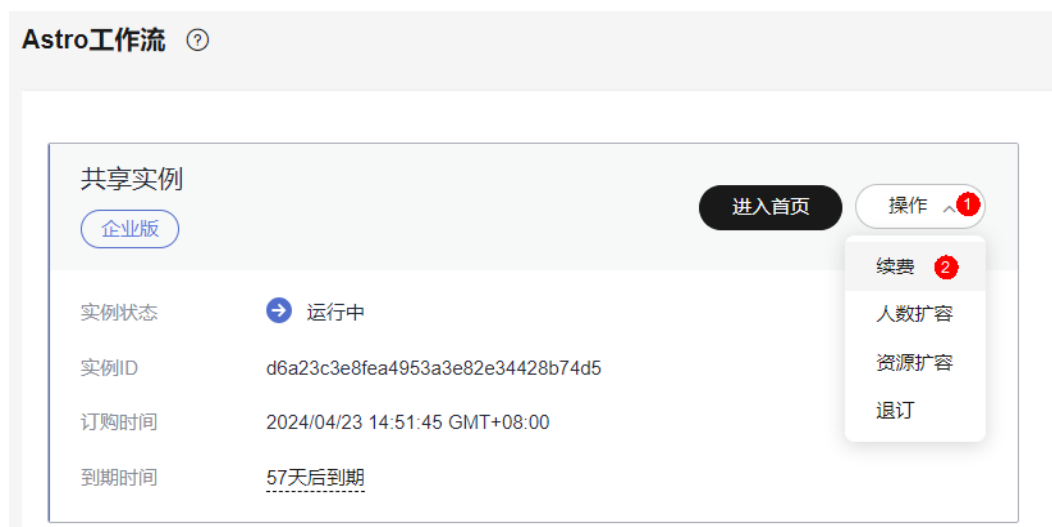 Astro工作流 ?
共享实例
企业版
进入首页
操作 1
续费 2
人数扩容
资源扩容
退订
实例状态 运行中
实例ID d6a23c3e8fea4953a3e82e34428b74d5
订购时间 2024/04/23 14:51:45 GMT+08:00
到期时间 57天后到期